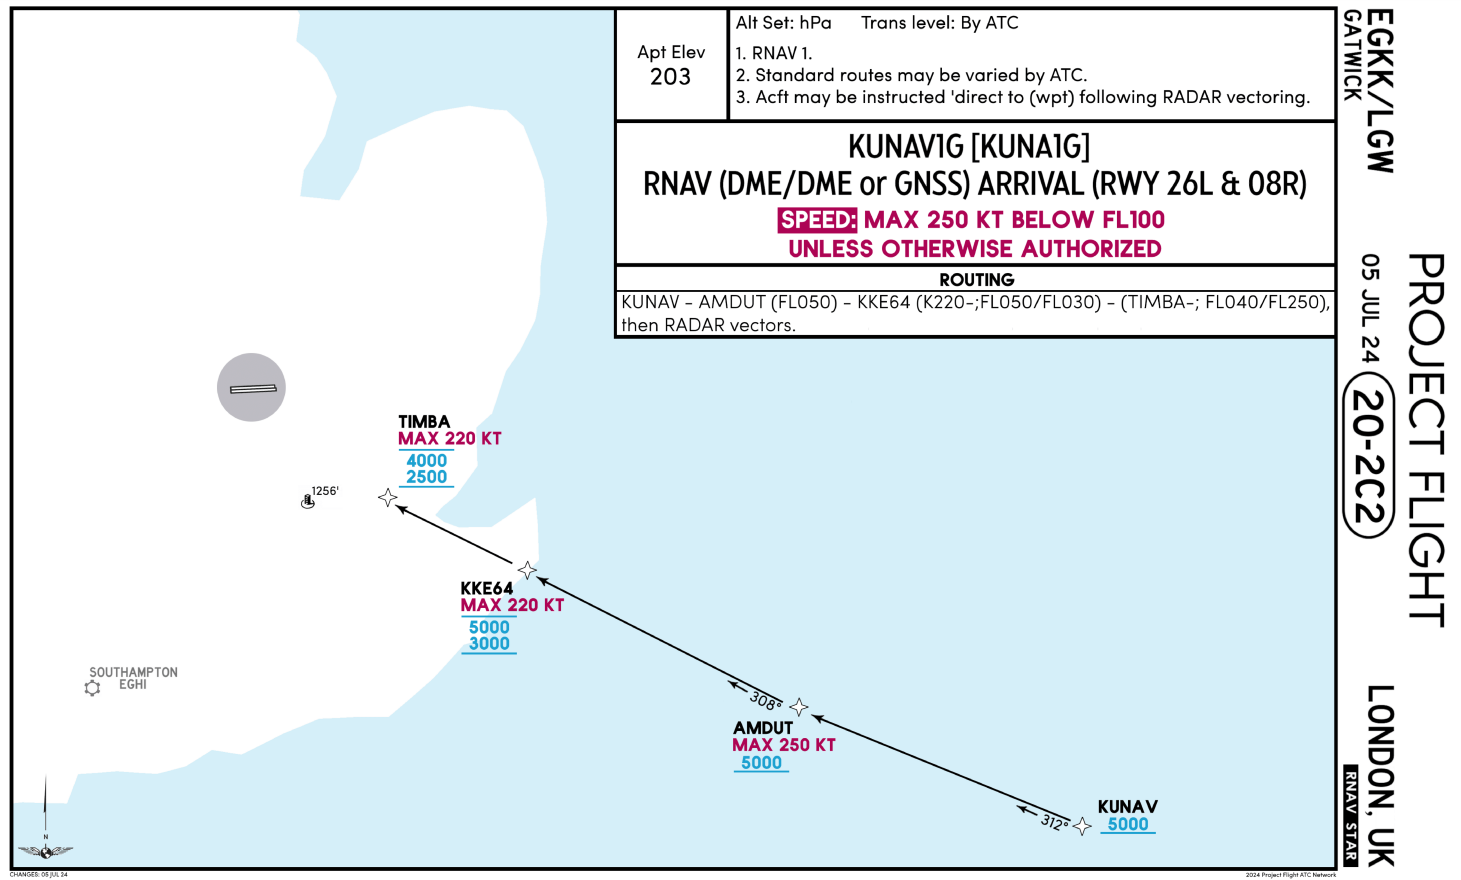 Apt Elev
203
Alt Set: hPa Trans level: By ATC
1. RNAV 1.
2. Standard routes may be varied by ATC.
3. Acft may be instructed 'direct to (wpt) following RADAR vectoring.
KUNAV1G [KUNA1G]
RNAV (DME/DME or GNSS) ARRIVAL (RWY 26L & 08R)
SPEED: MAX 250 KT BELOW FL100
UNLESS OTHERWISE AUTHORIZED
ROUTING
KUNAV - AMDUT (FL050) - KKE64 (K220-;FL050/FL030) - (TIMBA-; FL040/FL250),
then RADAR vectors.
EGKK/LGW
GATWICK
05 JUL 24
20-2C2
PROJECT FLIGHT
LONDON, UK
RNAV STAR
TIMBA
MAX 220 KT
4000
2500
1256'
KKE64
MAX 220 KT
5000
3000
SOUTHAMPTON
EGHI
308°
AMDUT
MAX 250 KT
5000
312°
KUNAV
5000
N
CHANGES: 05 JUL 24
2024 Project Flight ATC Network